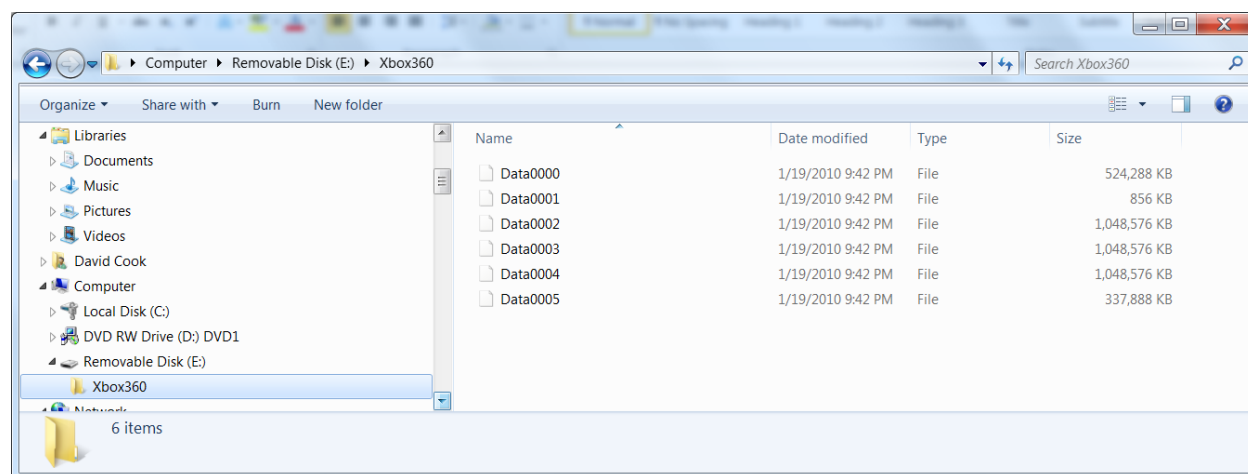 Computer Removable Disk (E:) Xbox360 Search Xbox360
Organize Share with Burn New folder
Libraries
Documents
Music
Pictures
Videos
David Cook
Computer
Local Disk (C:)
DVD RW Drive (D:) DVD1
Removable Disk (E:)
Xbox360
Network
Name Date modified Type Size
Data0000 1/19/2010 9:42 PM File 524,288 KB
Data0001 1/19/2010 9:42 PM File 856 KB
Data0002 1/19/2010 9:42 PM File 1,048,576 KB
Data0003 1/19/2010 9:42 PM File 1,048,576 KB
Data0004 1/19/2010 9:42 PM File 1,048,576 KB
Data0005 1/19/2010 9:42 PM File 337,888 KB
6 items